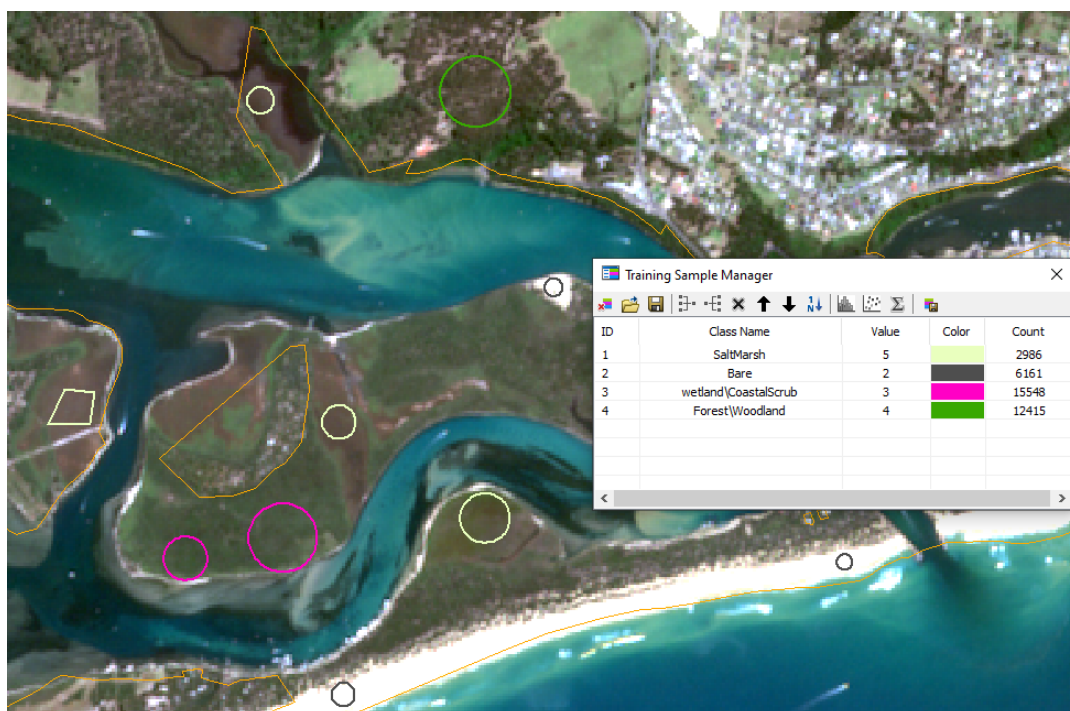 Training Sample Manager
ID Class Name Value Color Count
1 SaltMarsh 5 2986
2 Bare 2 6161
3 wetland\CoastalScrub 3 15548
4 Forest\Woodland 4 12415